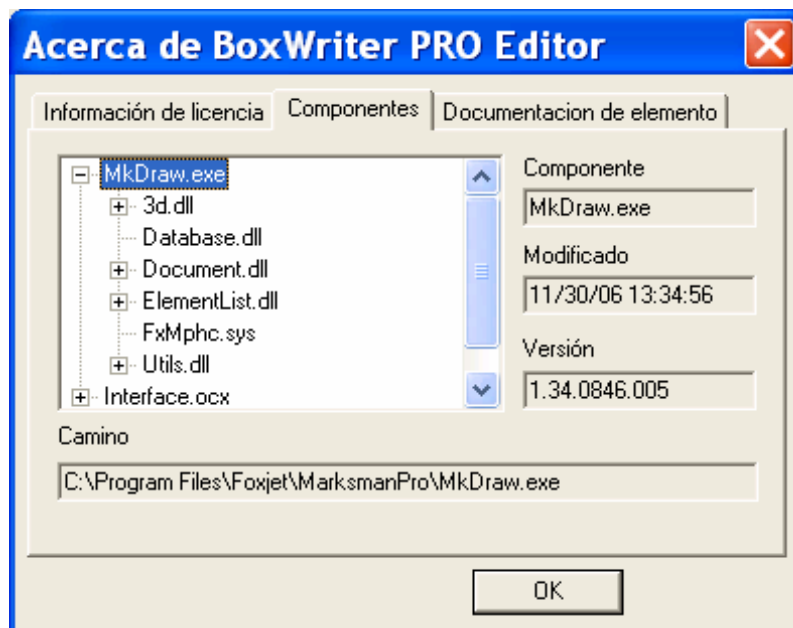 Acerca de BoxWriter PRO Editor
Información de licencia
Componentes
Documentacion de elemento
MkDraw.exe
3d.dll
Database.dll
Document.dll
ElementList.dll
FxMphc.sys
Utils.dll
Interface.ocx
Componente
MkDraw.exe
Modificado
11/30/06 13:34:56
Versión
1.34.0846.005
Camino
C:\Program Files\Foxjet\MarksmanPro\MkDraw.exe
OK